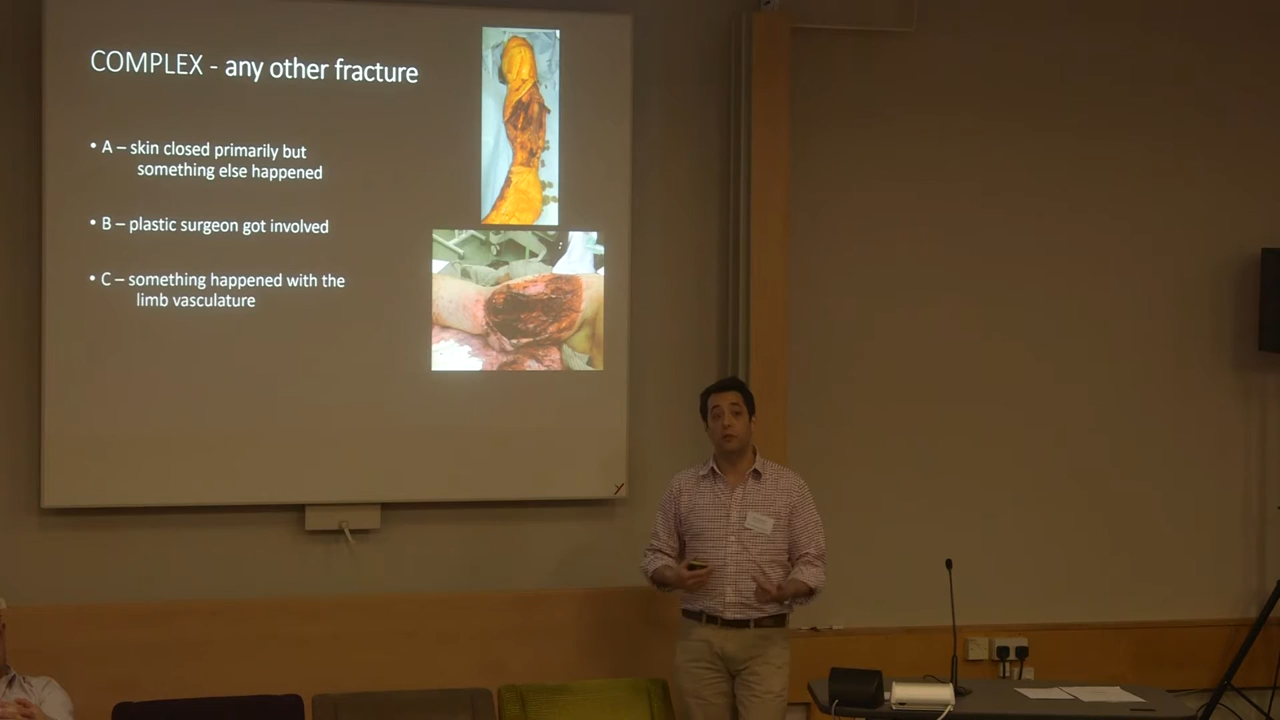 COMPLEX - any other fracture
• A – skin closed primarily but
something else happened
• B – plastic surgeon got involved
• C – something happened with the
limb vasculature